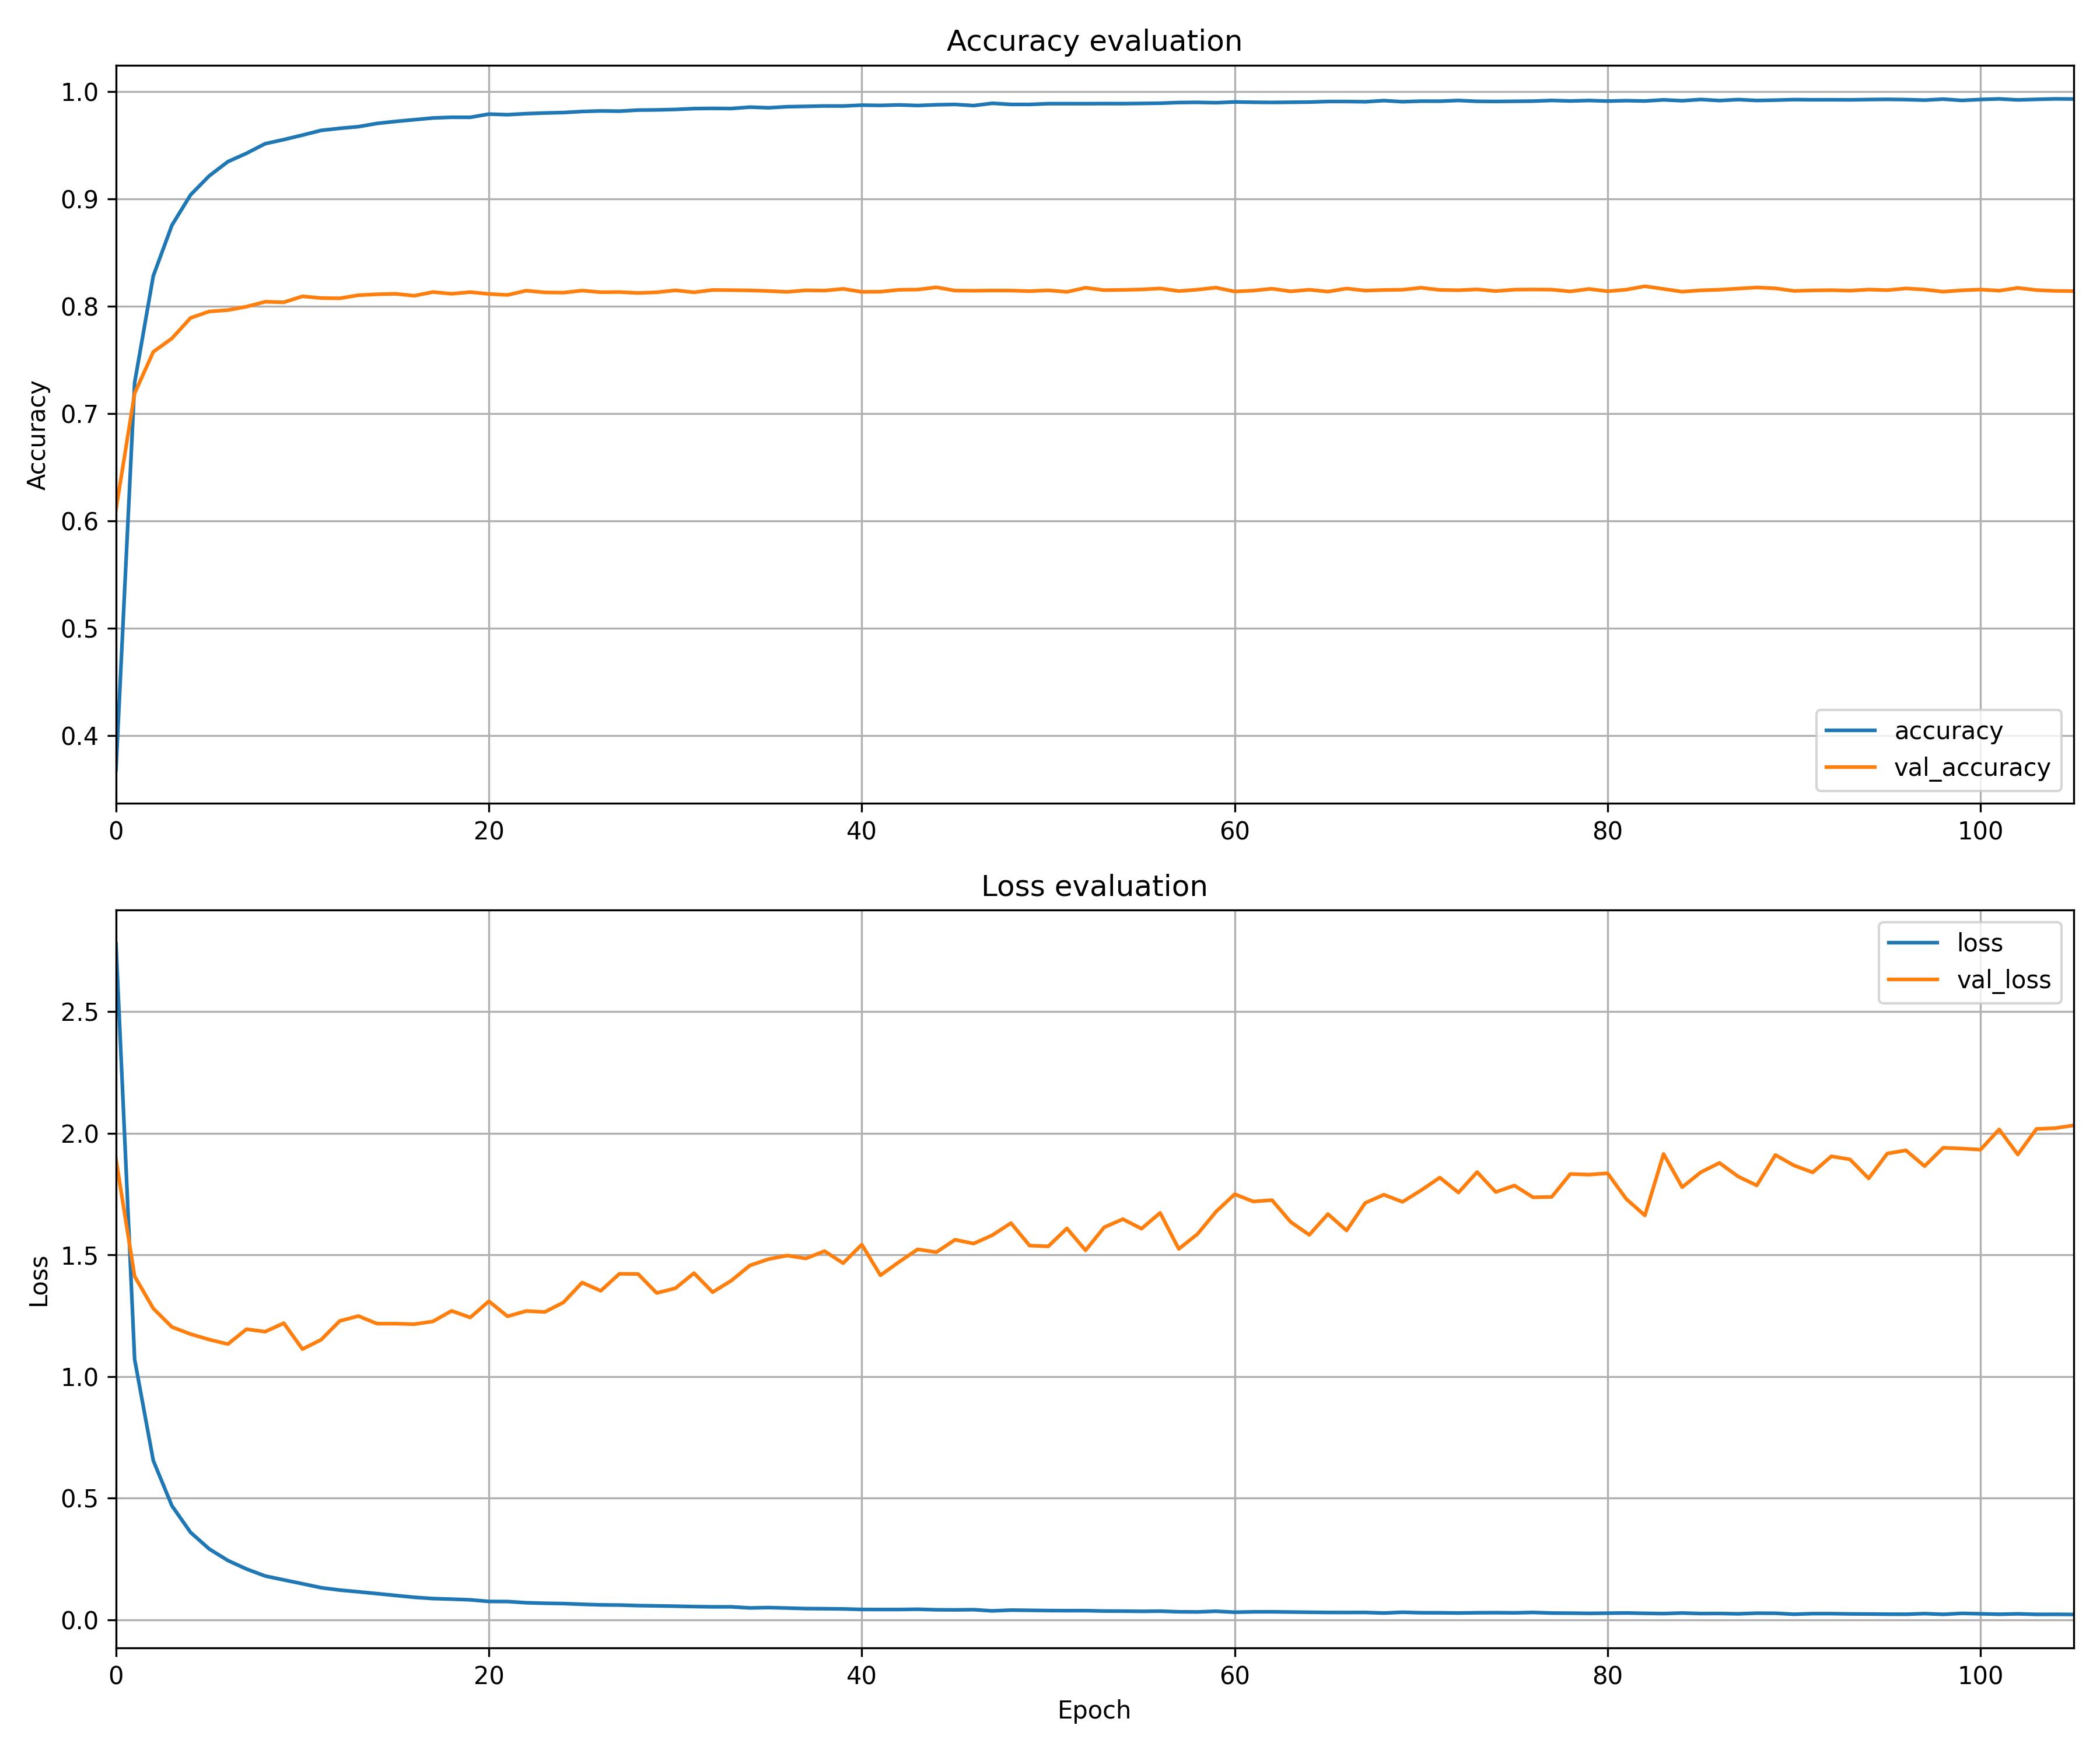 Accuracy evaluation
1.0
0.9
0.8
0.7
0.6
0.5
0.4
Accuracy
accuracy
val_accuracy
0 20 40 60 80 100
Loss evaluation
loss
val_loss
2.5
2.0
1.5
1.0
0.5
0.0
Loss
0 20 40 60 80 100
Epoch